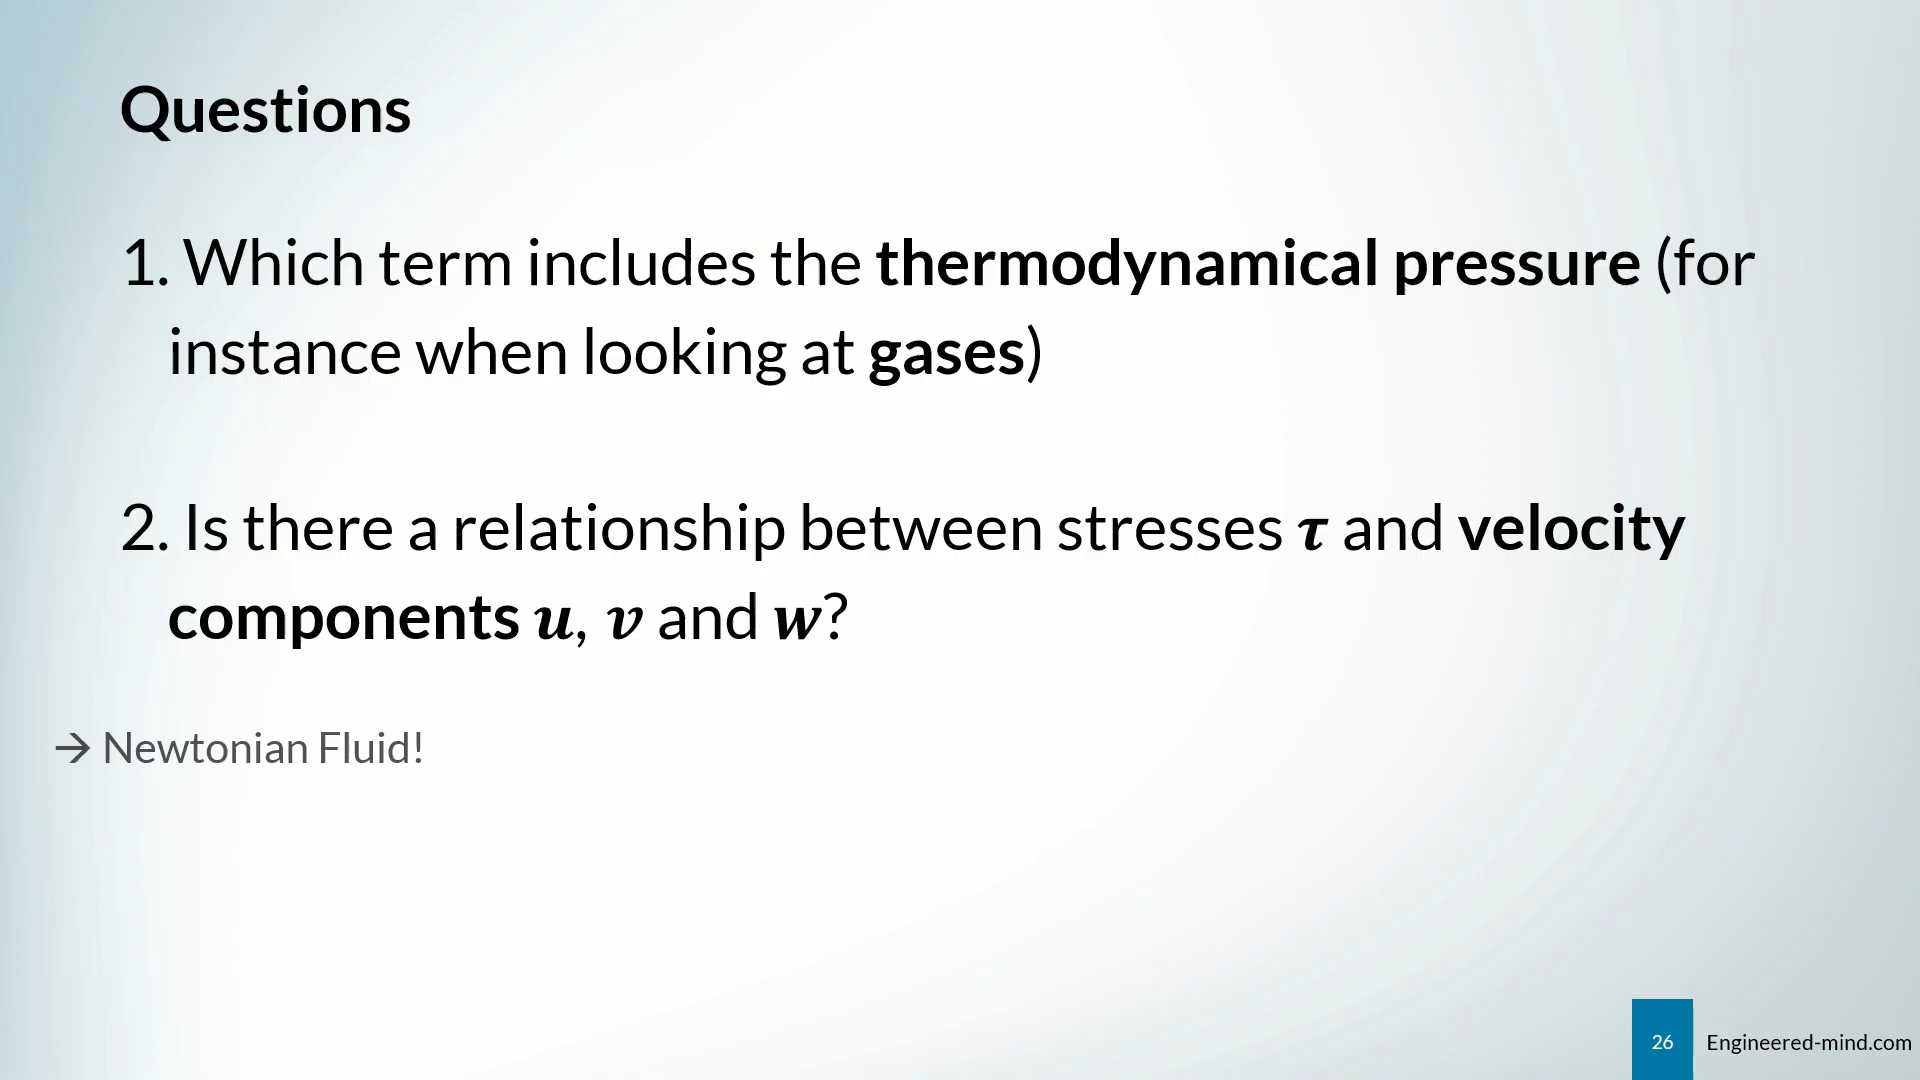 Questions
1. Which term includes the thermodynamical pressure (for
instance when looking at gases)
2. Is there a relationship between stresses τ and velocity
components u, v and w?
→ Newtonian Fluid!
26 Engineered-mind.com